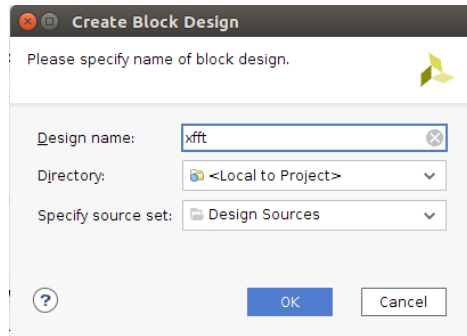 Create Block Design
Please specify name of block design.
Design name: xfft
Directory: <Local to Project>
Specify source set: Design Sources
? OK Cancel